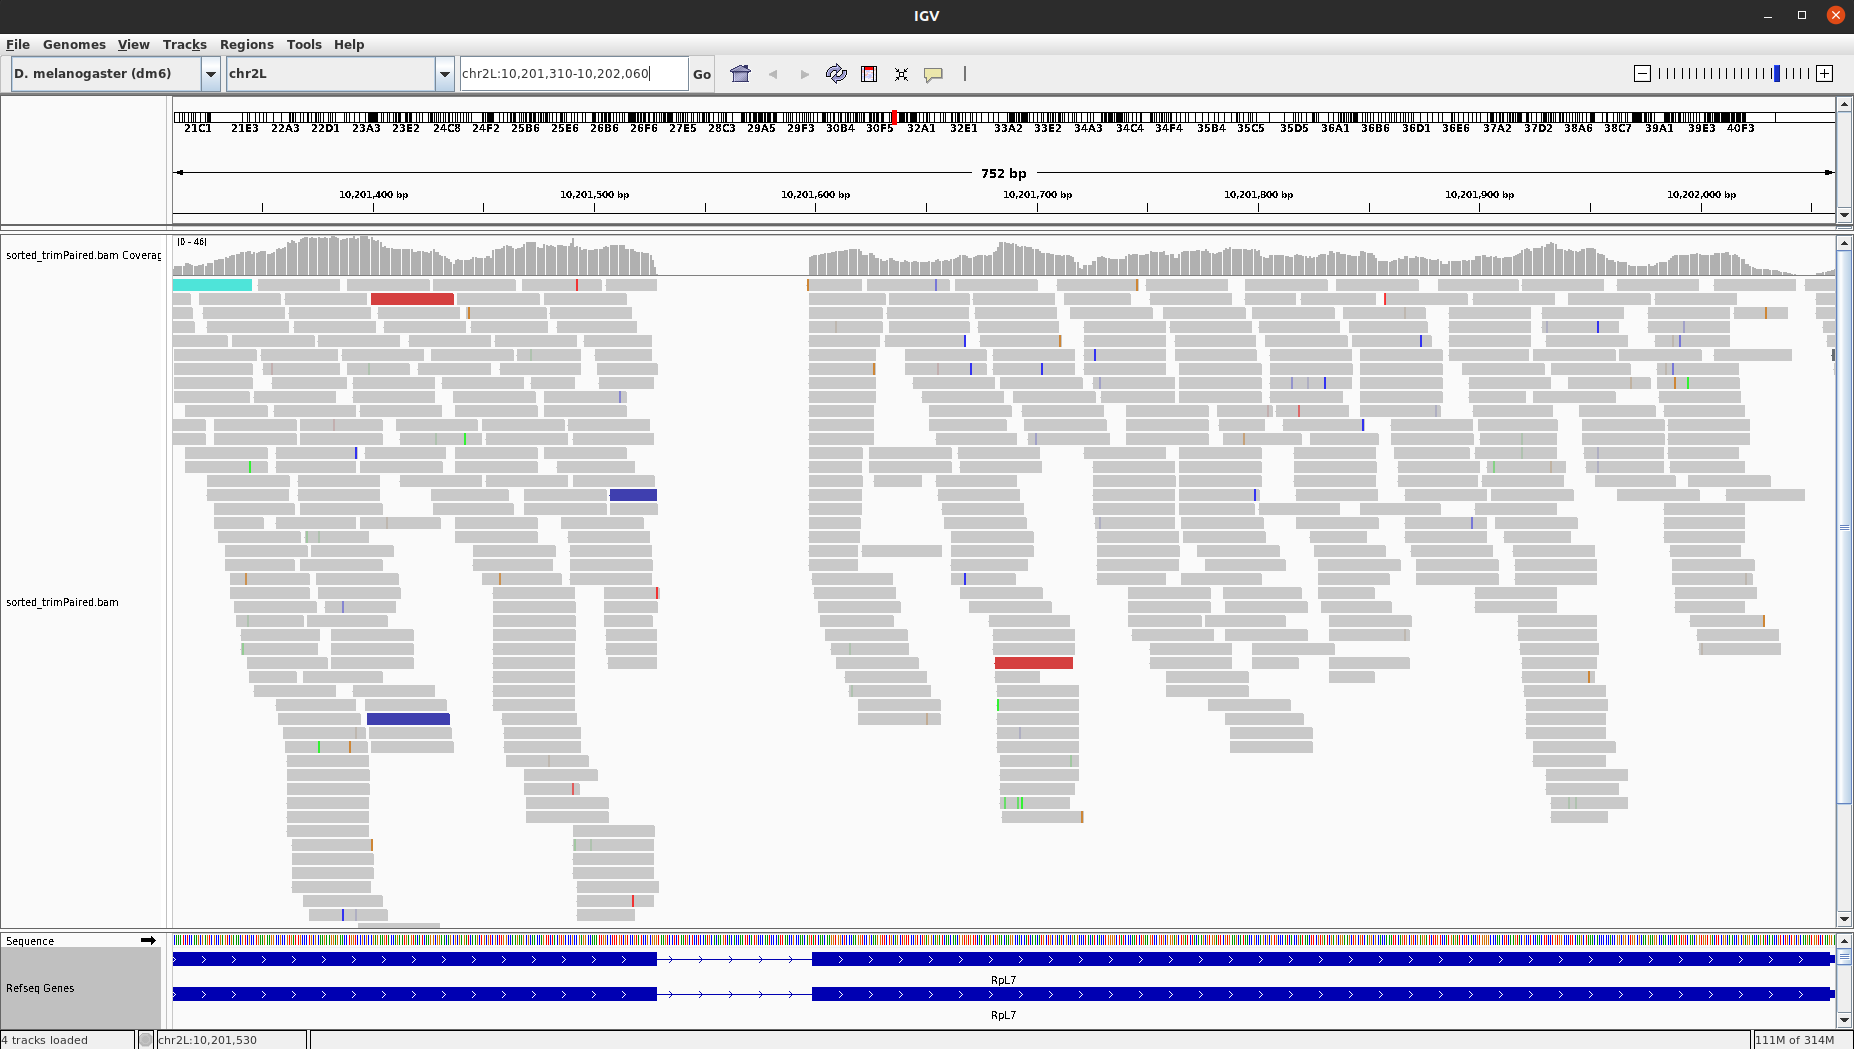 IGV
File Genomes View Tracks Regions Tools Help
D. melanogaster (dm6) chr2L chr2L:10,201,310-10,202,060 Go
21C1 21E3 22A3 22D1 23A3 23E2 24C8 24F2 25B6 25E6 26B6 26F6 27E5 28C3 29A5 29F3 30B4 30F5 32A1 32E1 33A2 33E2 34A3 34C4 34F4 35B4 35C5 35D5 36A1 36B6 36D1 36E6 37A2 37D2 38A6 38C7 39A1 39E3 40F3
752 bp
10,201,400 bp 10,201,500 bp 10,201,600 bp 10,201,700 bp 10,201,800 bp 10,201,900 bp 10,202,000 bp
[0 - 46]
sorted_trimPaired.bam Coverag
sorted_trimPaired.bam
Sequence
RpL7
Refseq Genes
RpL7
4 tracks loaded chr2L:10,201,530 111M of 314M